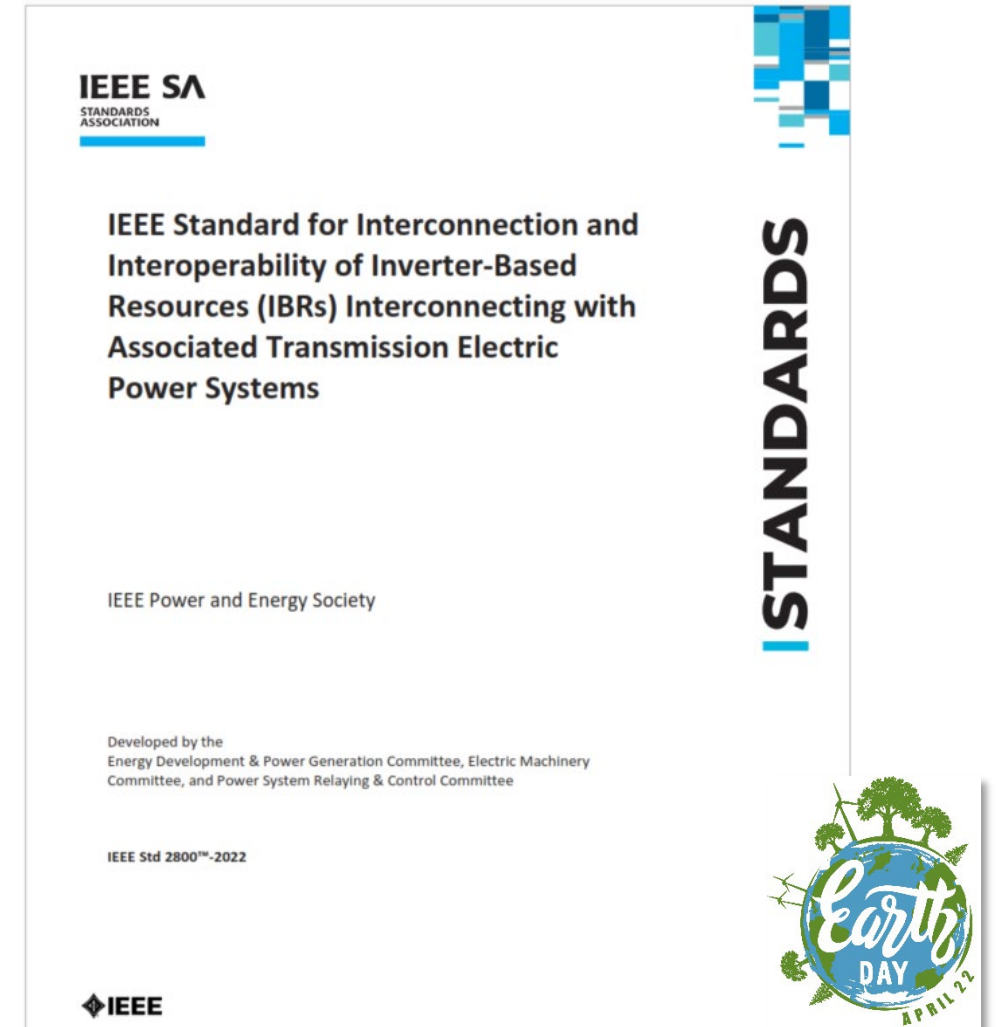 IEEE SA
STANDARDS
ASSOCIATION
IEEE Standard for Interconnection and
Interoperability of Inverter-Based
Resources (IBRs) Interconnecting with
Associated Transmission Electric
Power Systems
STANDARDS
IEEE Power and Energy Society
Developed by the
Energy Development & Power Generation Committee, Electric Machinery
Committee, and Power System Relaying & Control Committee
IEEE Std 2800™-2022
IEEE
Earth
DAY
APRIL 22